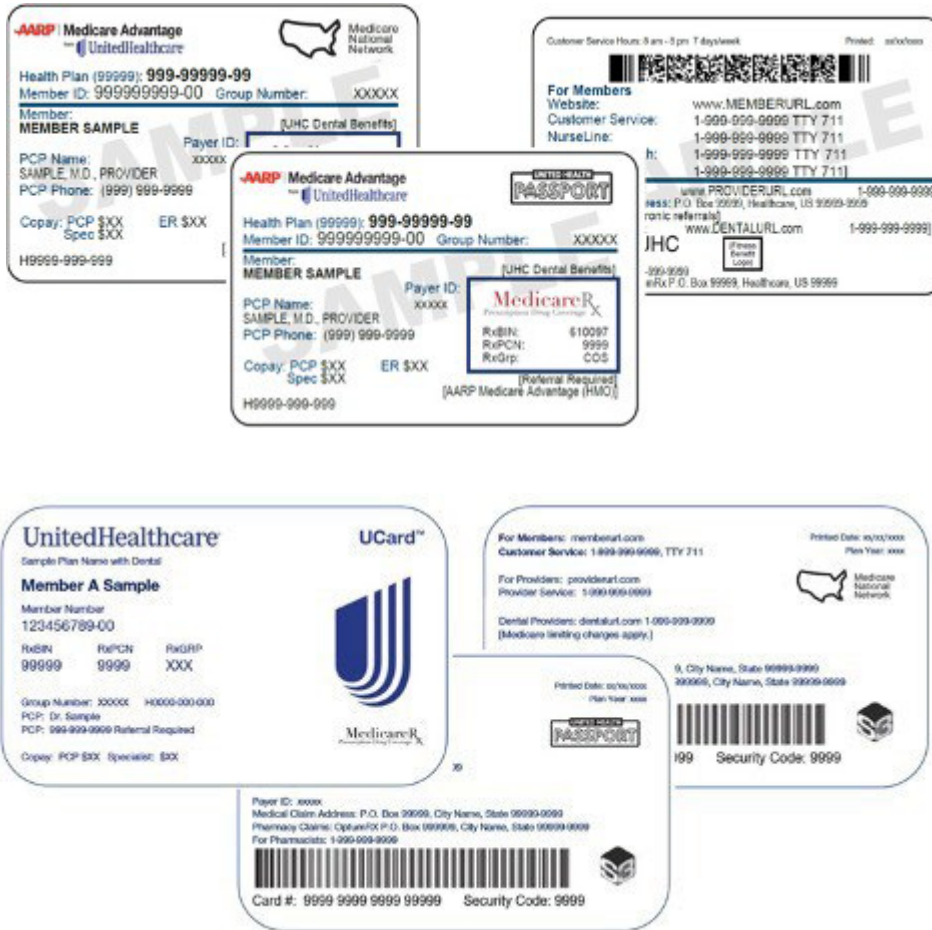 AARP Medicare Advantage
from UnitedHealthcare
Medicare
National
Network
Health Plan (99999): 999-99999-99
Member ID: 999999999-00 Group Number: XXXXX
Member:
MEMBER SAMPLE
[UHC Dental Benefits]
Payer ID:
PCP Name: xxxxx
SAMPLE, M.D., PROVIDER
PCP Phone: (999) 999-9999
Copay: PCP $XX ER $XX
Spec $XX
H9999-999-999
SAMPLE
Customer Service Hours: 8 am - 8 pm 7 days/week Printed: xx/xx/xxxx
For Members
Website: www.MEMBERURL.com
Customer Service: 1-999-999-9999 TTY 711
NurseLine: 1-999-999-9999 TTY 711
h: 1-999-999-9999 TTY 711
1-999-999-9999 TTY 711]
www.PROVIDERURL.com 1-999-999-9999
ress: P.O. Box 99999, Healthcare, US 99999-9999
ronic referrals]
www.DENTALURL.com 1-999-999-9999]
UHC
[Fitness
Benefit
Logo]
-999-9999
mRx P.O. Box 99999, Healthcare, US 99999
AARP Medicare Advantage
from UnitedHealthcare
UNITED HEALTH
PASSPORT
Health Plan (99999): 999-99999-99
Member ID: 999999999-00 Group Number: XXXXX
Member:
MEMBER SAMPLE
[UHC Dental Benefits]
Payer ID:
xxxxx
PCP Name:
SAMPLE, M.D., PROVIDER
PCP Phone: (999) 999-9999
MedicareRx
Prescription Drug Coverage
RxBIN: 610097
RxPCN: 9999
RxGrp: COS
Copay: PCP $XX ER $XX
Spec $XX
[Referral Required]
[AARP Medicare Advantage (HMO)]
H9999-999-999
SAMPLE
UnitedHealthcare
UCard™
Sample Plan Name with Dental
Member A Sample
Member Number
123456789-00
RxBIN RxPCN RxGRP
99999 9999 XXX
Group Number: XXXXX H0000-000-000
PCP: Dr. Sample
PCP: 999-999-9999 Referral Required
Copay: PCP $XX Specialist: $XX
MedicareRx
Prescription Drug Coverage
For Members: memberurl.com
Customer Service: 1-999-999-9999, TTY 711
Printed Date: xx/xx/xxxx
Plan Year: xxxx
For Providers: providerurl.com
Provider Service: 1-999-999-9999
Medicare
National
Network
Dental Providers: dentalurl.com 1-999-999-9999
[Medicare limiting charges apply.]
9, City Name, State 99999-9999
999999, City Name, State 99999-9999
999 Security Code: 9999
Printed Date: xx/xx/xxxx
Plan Year: xxxx
UNITED HEALTH
PASSPORT
Payer ID: xxxxx
Medical Claim Address: P.O. Box 99999, City Name, State 99999-9999
Pharmacy Claims: OptumRX P.O. Box 999999, City Name, State 99999-9999
For Pharmacists: 1-999-999-9999
Card #: 9999 9999 9999 99999 Security Code: 9999